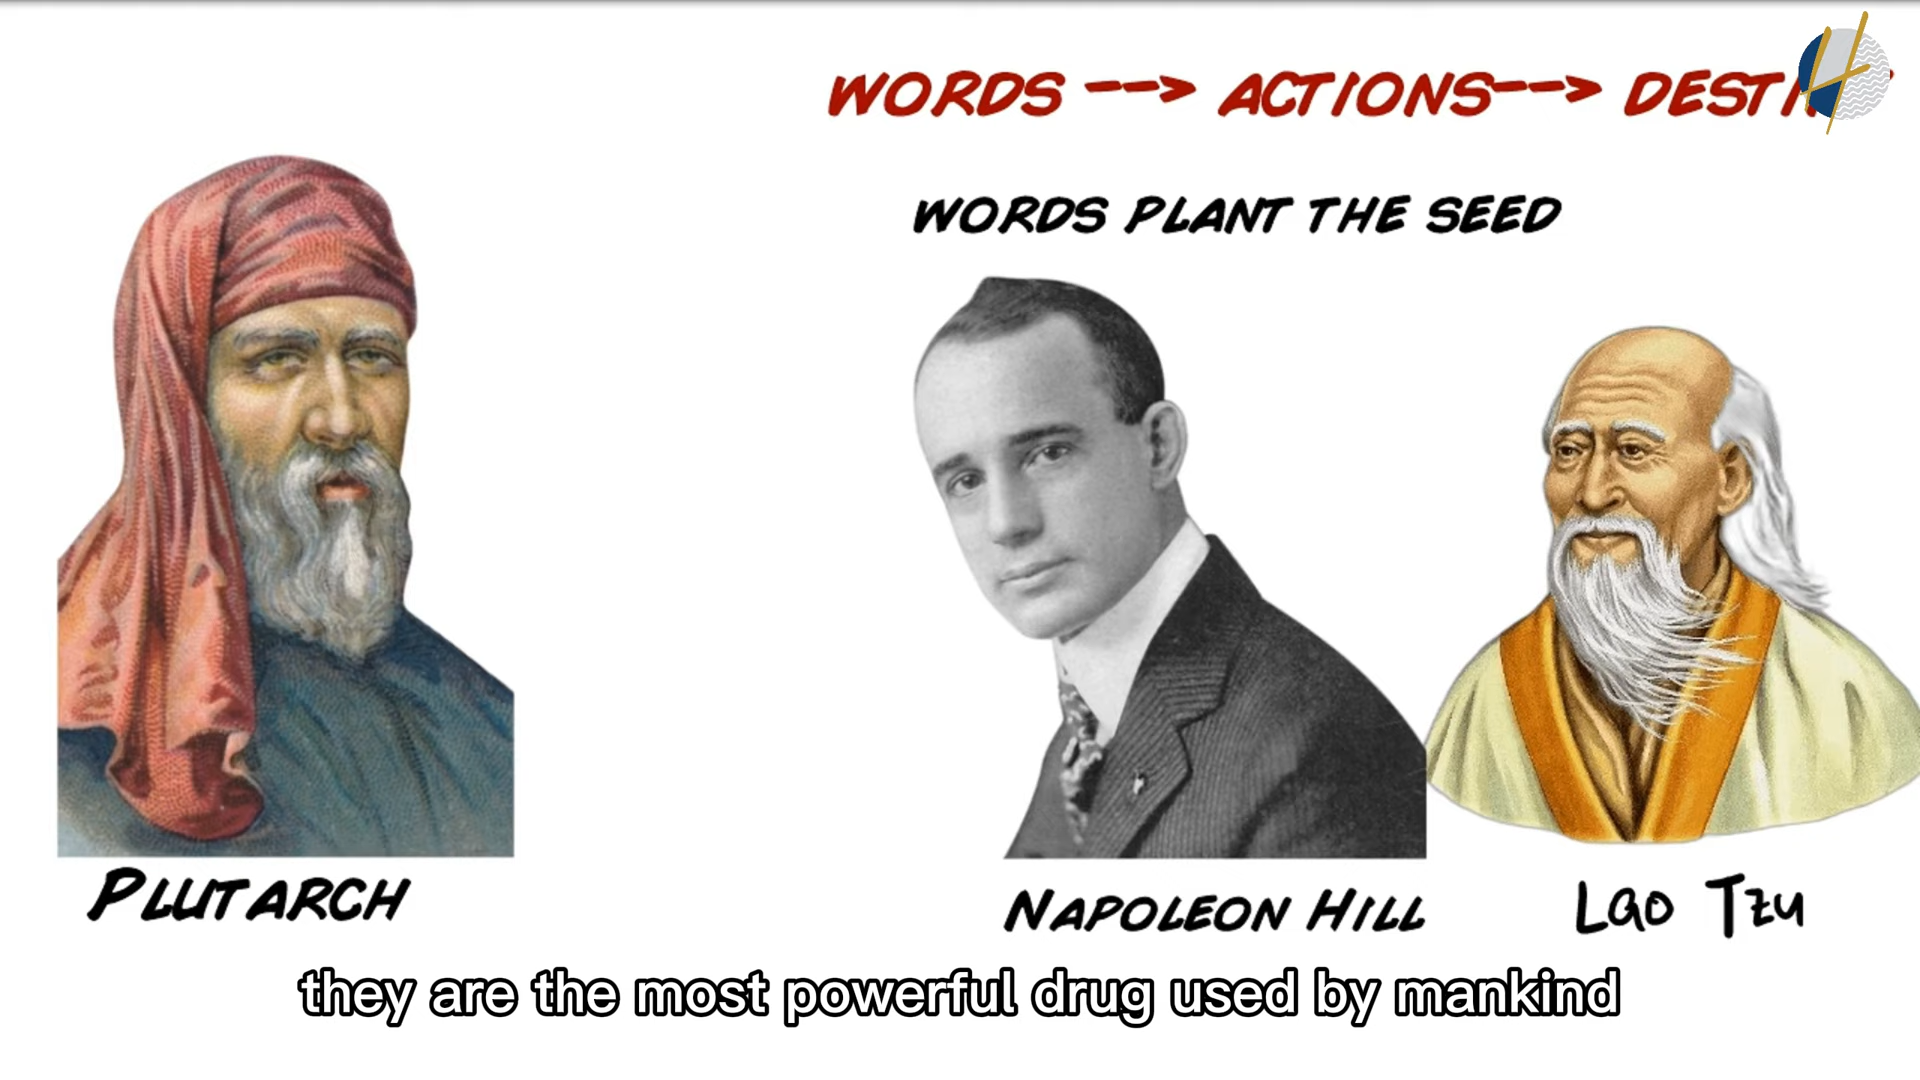 WORDS --> ACTIONS--> DESTI
WORDS PLANT THE SEED
PLUTARCH
NAPOLEON HILL
Lao Tzu
they are the most powerful drug used by mankind